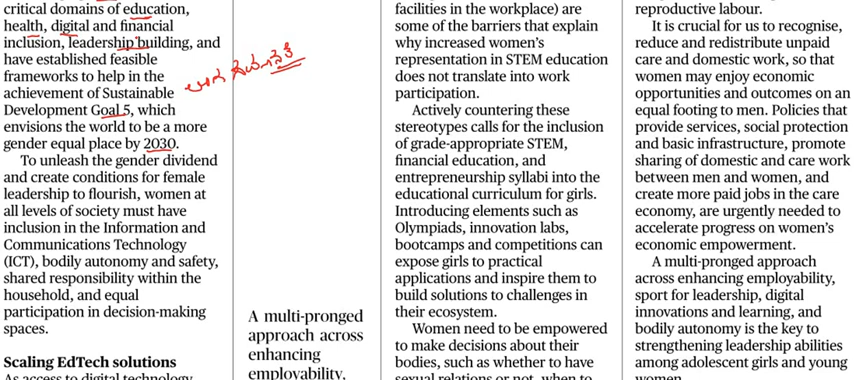 critical domains of education,
health, digital and financial
inclusion, leadership building, and
have established feasible
frameworks to help in the
achievement of Sustainable
Development Goal 5, which
envisions the world to be a more
gender equal place by 2030.
To unleash the gender dividend
and create conditions for female
leadership to flourish, women at
all levels of society must have
inclusion in the Information and
Communications Technology
(ICT), bodily autonomy and safety,
shared responsibility within the
household, and equal
participation in decision-making
spaces.
Scaling EdTech solutions
As access to digital technology
A multi-pronged
approach across
enhancing
employability,
facilities in the workplace) are
some of the barriers that explain
why increased women's
representation in STEM education
does not translate into work
participation.
Actively countering these
stereotypes calls for the inclusion
of grade-appropriate STEM,
financial education, and
entrepreneurship syllabi into the
educational curriculum for girls.
Introducing elements such as
Olympiads, innovation labs,
bootcamps and competitions can
expose girls to practical
applications and inspire them to
build solutions to challenges in
their ecosystem.
Women need to be empowered
to make decisions about their
bodies, such as whether to have
sexual relations or not, when to
reproductive labour.
It is crucial for us to recognise,
reduce and redistribute unpaid
care and domestic work, so that
women may enjoy economic
opportunities and outcomes on an
equal footing to men. Policies that
provide services, social protection
and basic infrastructure, promote
sharing of domestic and care work
between men and women, and
create more paid jobs in the care
economy, are urgently needed to
accelerate progress on women's
economic empowerment.
A multi-pronged approach
across enhancing employability,
sport for leadership, digital
innovations and learning, and
bodily autonomy is the key to
strengthening leadership abilities
among adolescent girls and young
women.